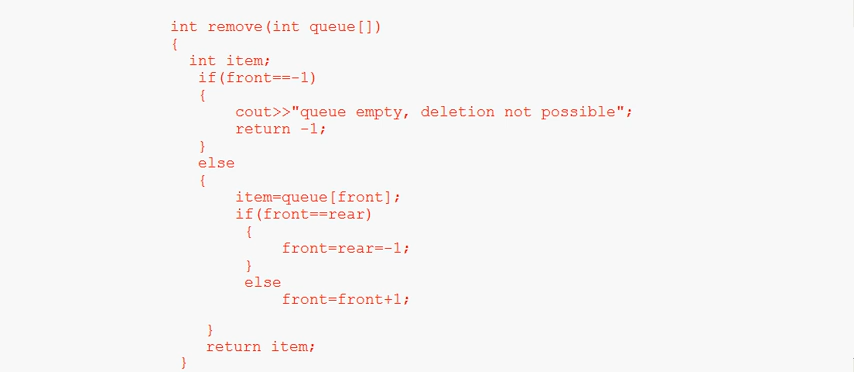 int remove(int queue[])
{
int item;
if(front==-1)
{
cout>>"queue empty, deletion not possible";
return -1;
}
else
{
item=queue[front];
if(front==rear)
{
front=rear=-1;
}
else
front=front+1;
}
return item;
}